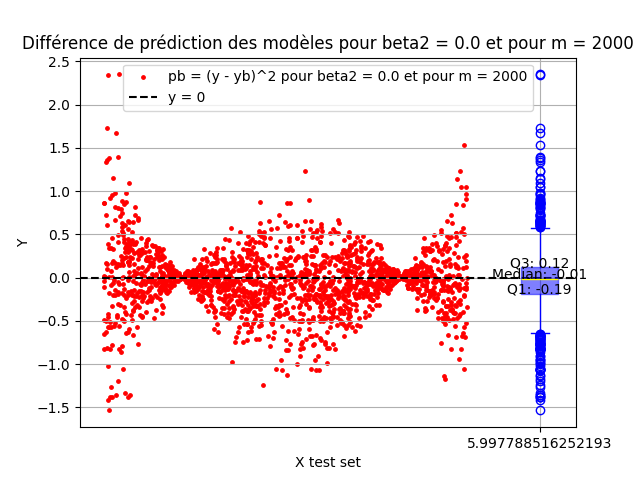 Différence de prédiction des modèles pour beta2 = 0.0 et pour m = 2000
pb = (y - yb)^2 pour beta2 = 0.0 et pour m = 2000
y = 0
2.5
2.0
1.5
1.0
0.5
0.0
−0.5
−1.0
−1.5
Y
Q3: 0.12
Median: -0.01
Q1: -0.19
5.997788516252193
X test set